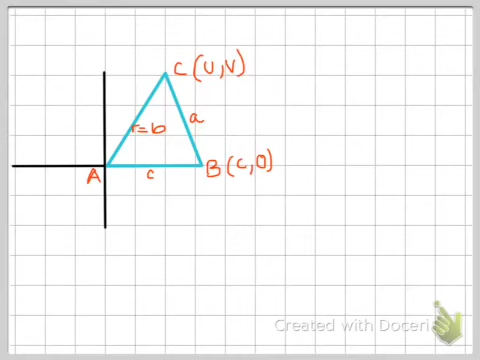 C (U, V)
a
r=b
A
c
B (C, 0)
Created with Doceri